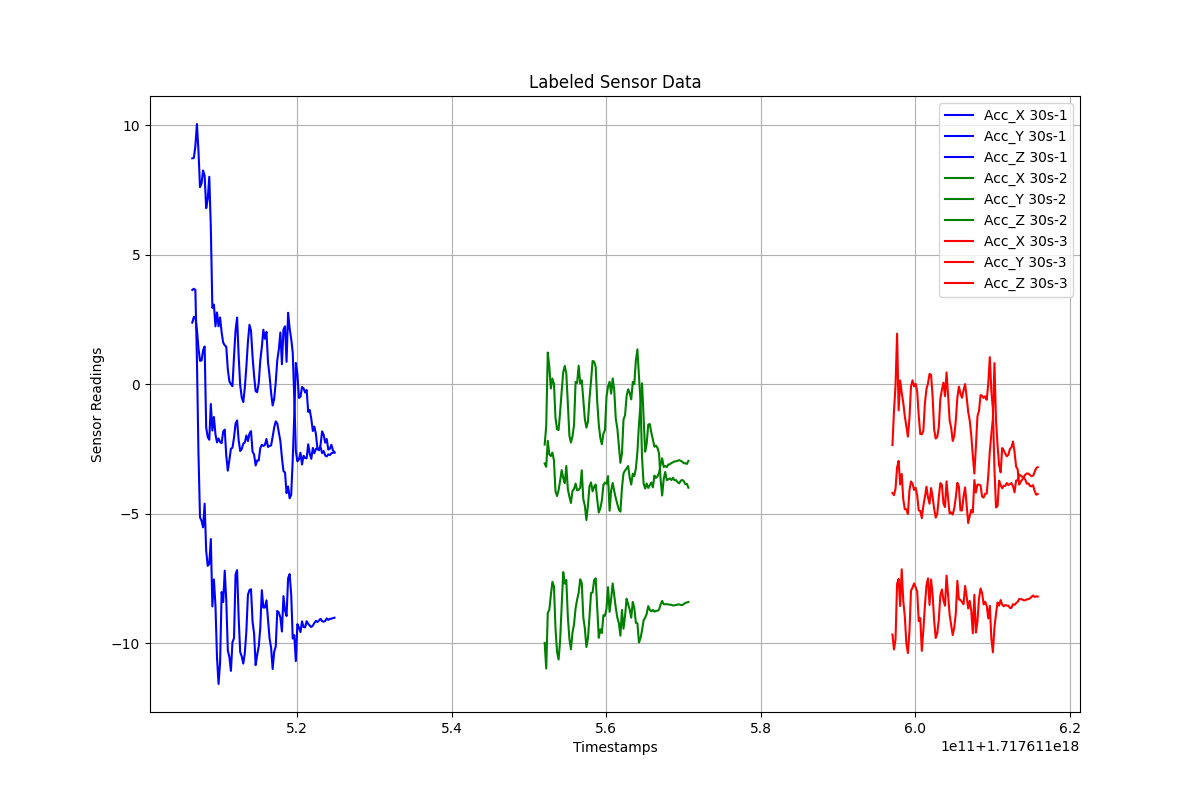 Labeled Sensor Data
Acc_X 30s-1
Acc_Y 30s-1
Acc_Z 30s-1
Acc_X 30s-2
Acc_Y 30s-2
Acc_Z 30s-2
Acc_X 30s-3
Acc_Y 30s-3
Acc_Z 30s-3
Sensor Readings
10
5
0
−5
−10
5.2 5.4 5.6 5.8 6.0 6.2
Timestamps
1e11+1.717611e18